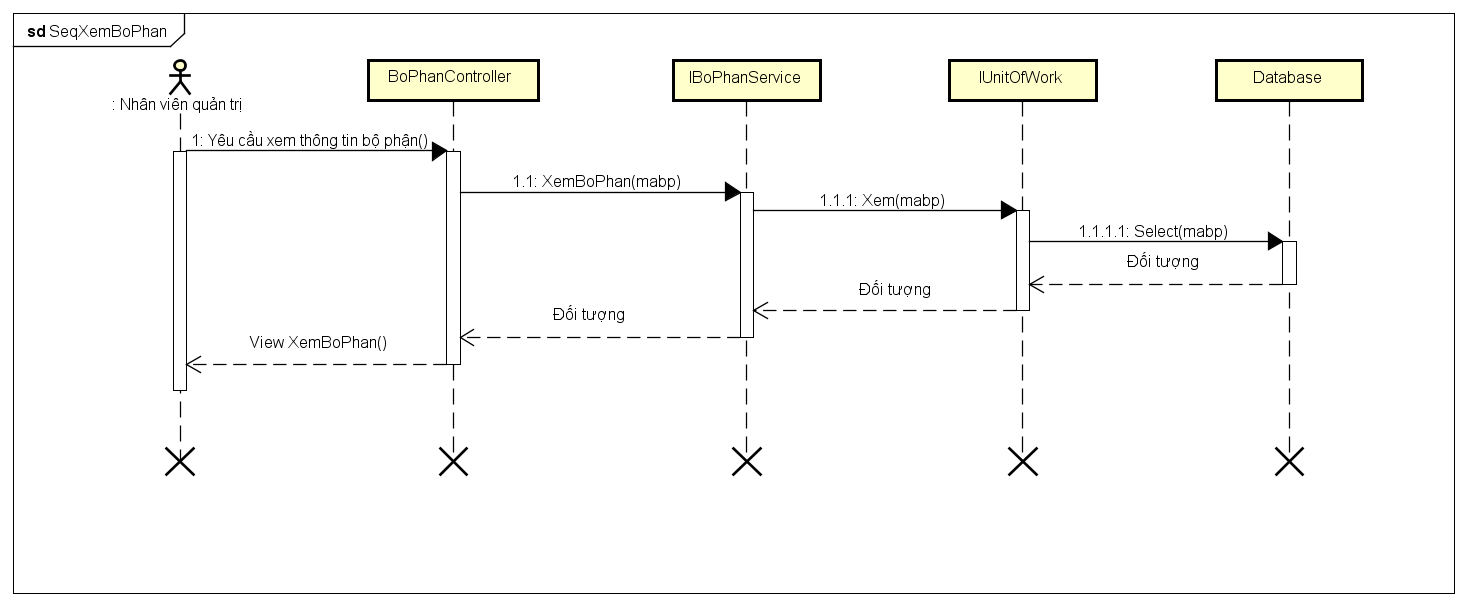 sd SeqXemBoPhan
: Nhân viên quản trị
BoPhanController
IBoPhanService
IUnitOfWork
Database
1: Yêu cầu xem thông tin bộ phận()
1.1: XemBoPhan(mabp)
1.1.1: Xem(mabp)
1.1.1.1: Select(mabp)
Đối tượng
Đối tượng
Đối tượng
View XemBoPhan()